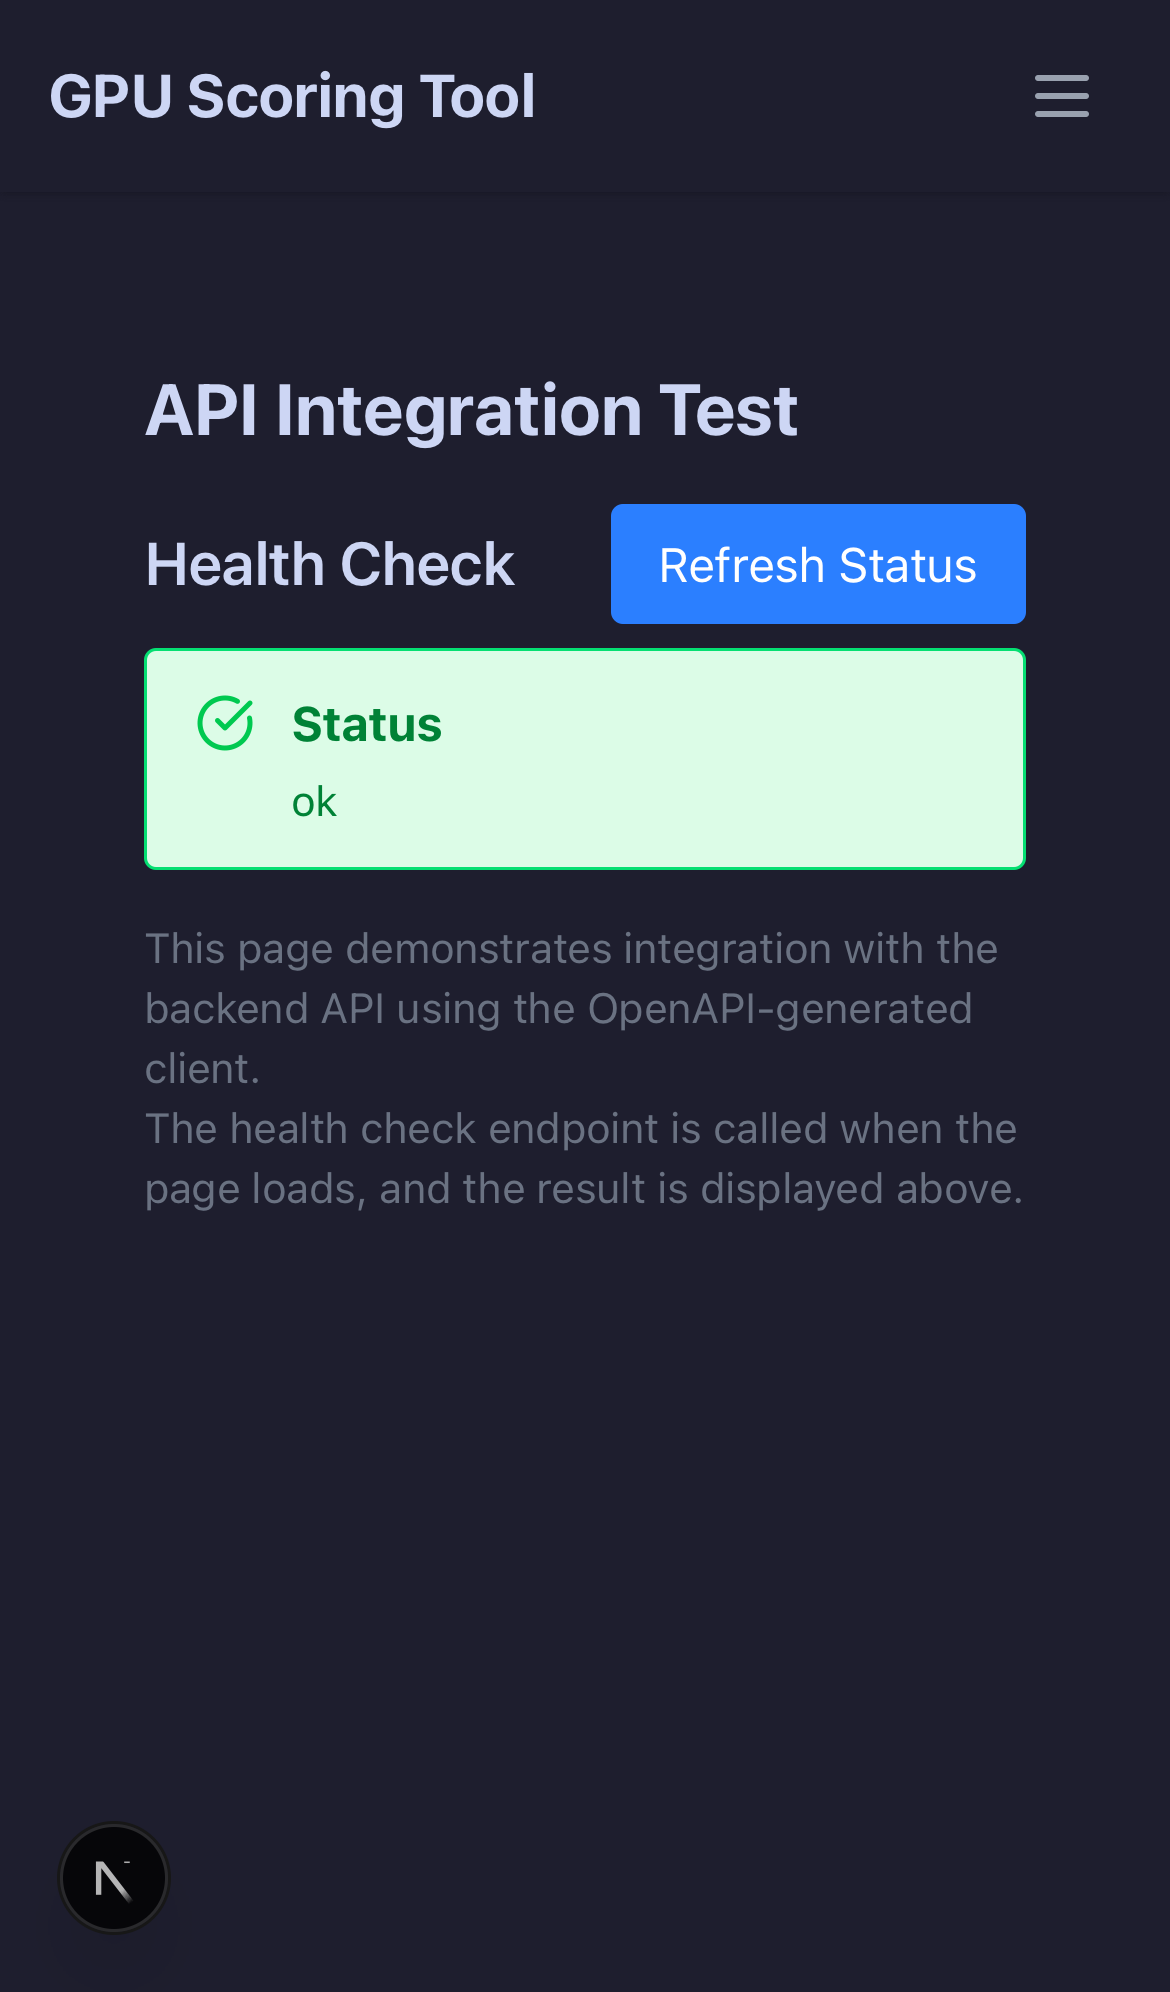 GPU Scoring Tool
API Integration Test
Health Check
Refresh Status
Status
ok
This page demonstrates integration with the
backend API using the OpenAPI-generated
client.
The health check endpoint is called when the
page loads, and the result is displayed above.